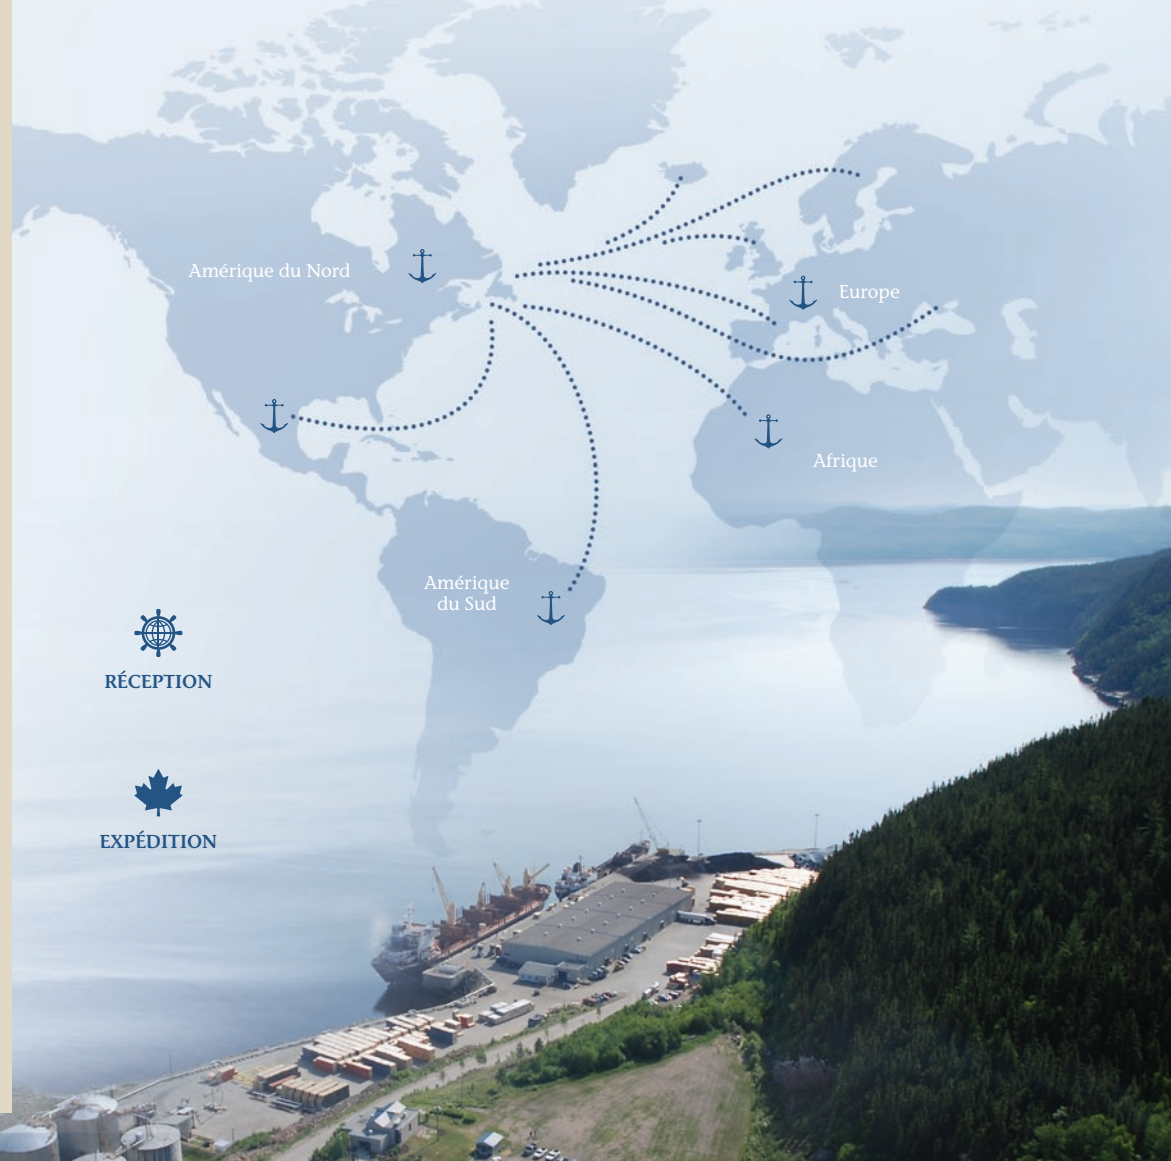 Amérique du Nord
Europe
Afrique
Amérique
du Sud
RÉCEPTION
EXPÉDITION